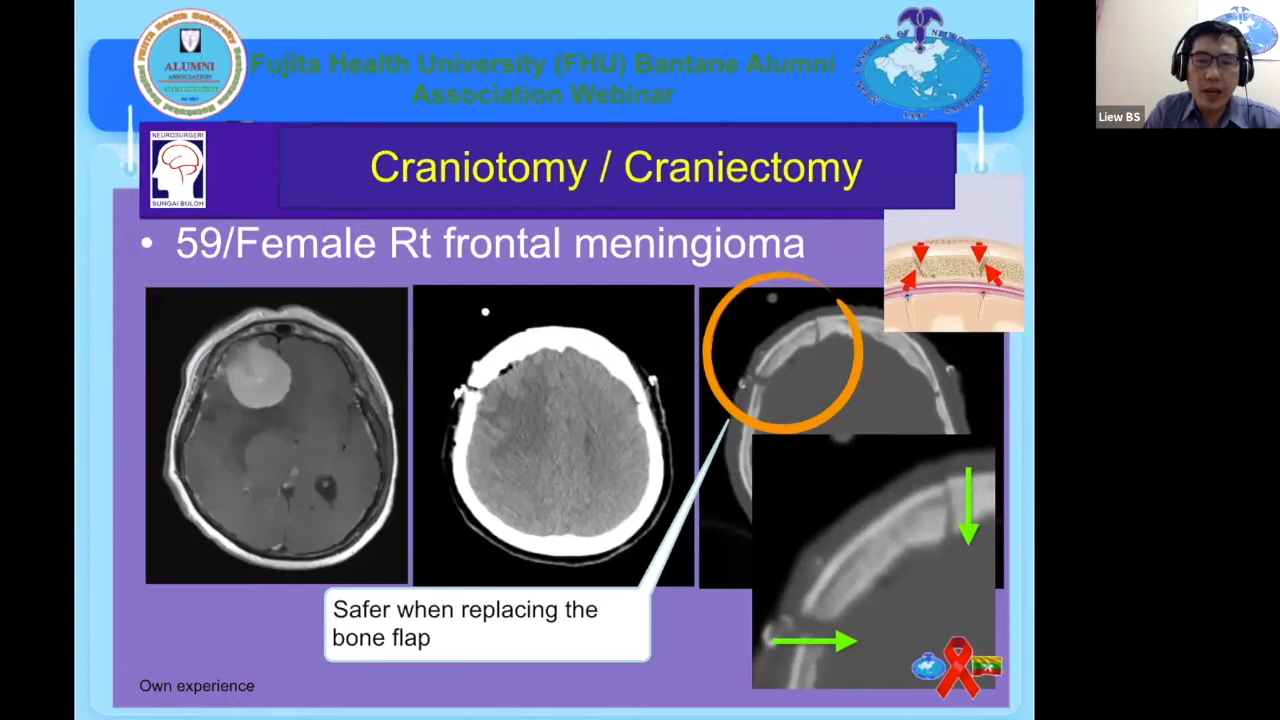 Fujita Health University (FHU) Bantane Alumni
Association Webinar
ALUMNI
ASSOCIATION
NEUROSURGERI
SUNGAI BULOH
Craniotomy / Craniectomy
• 59/Female Rt frontal meningioma
Safer when replacing the
bone flap
Own experience
Liew BS